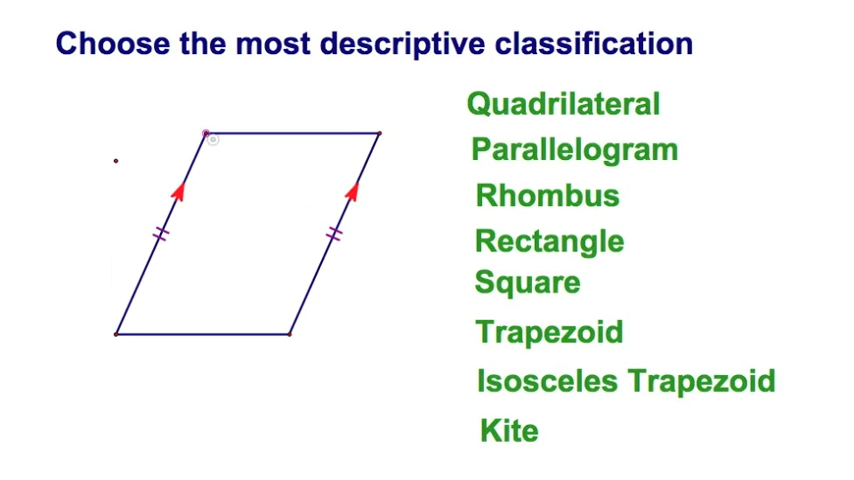 Choose the most descriptive classification
Quadrilateral
Parallelogram
Rhombus
Rectangle
Square
Trapezoid
Isosceles Trapezoid
Kite